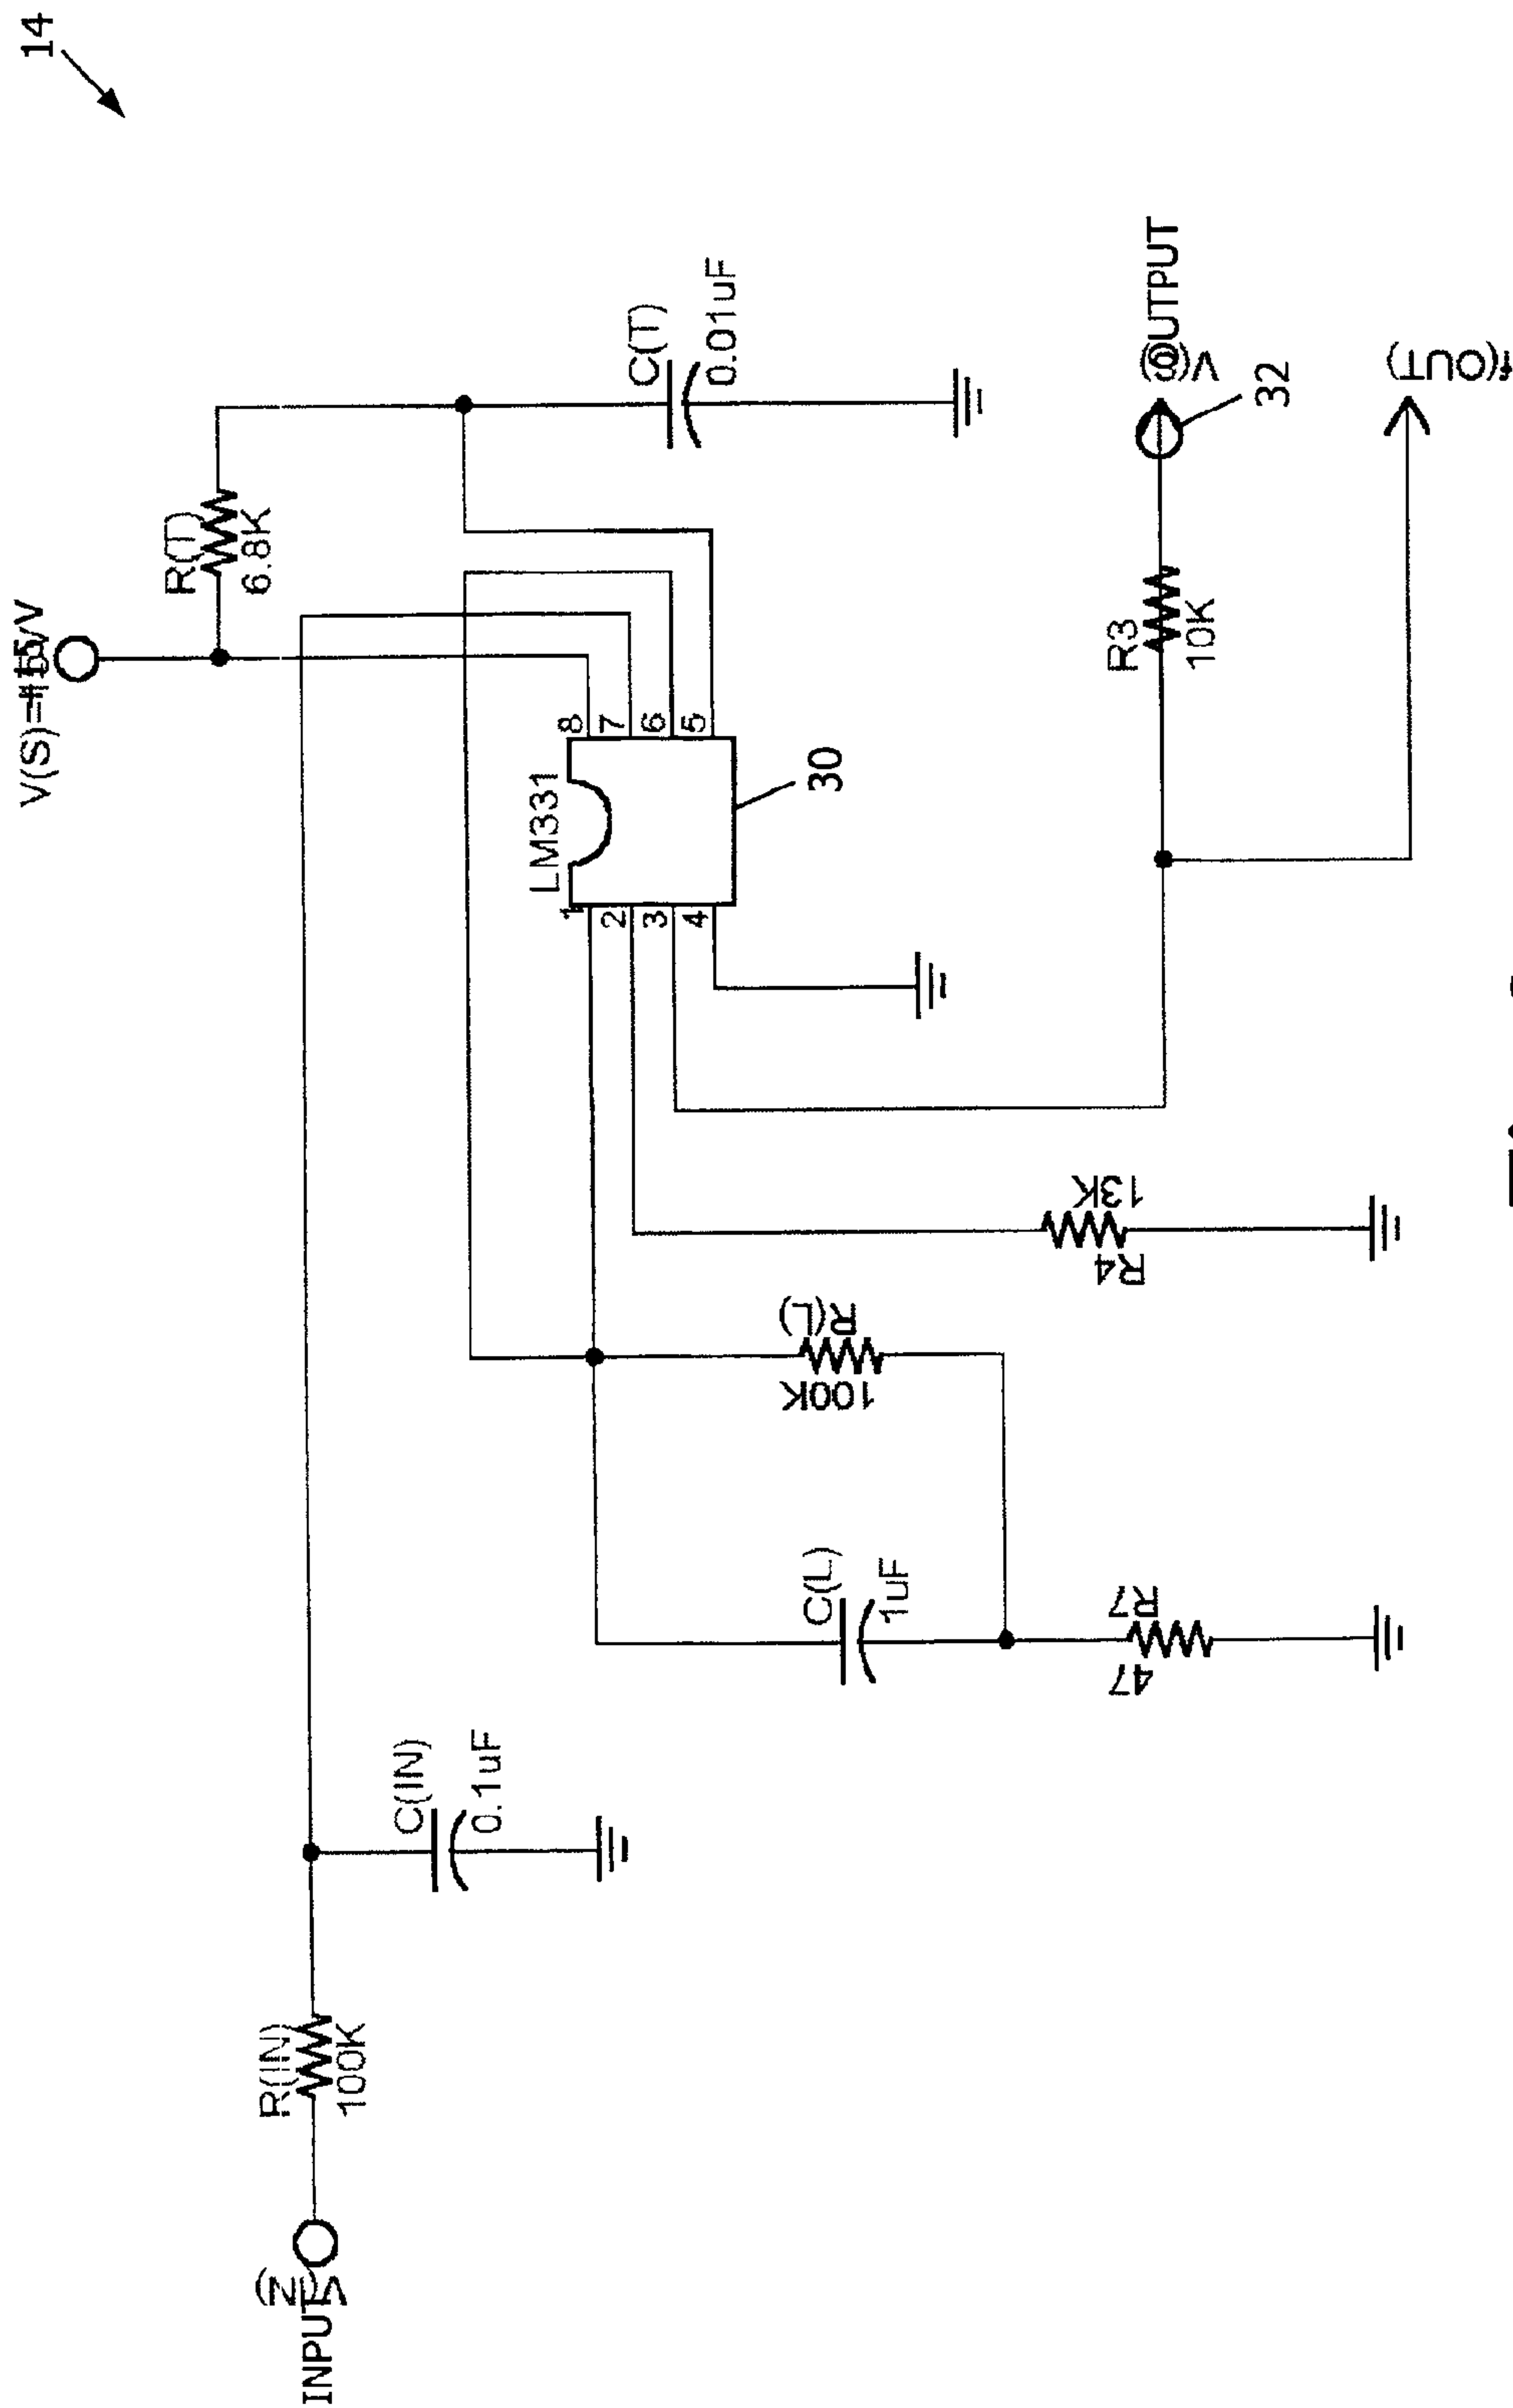 14
V(S)=
R(T)
6.8K
C(T)
0.01uF
LM331
8
7
6
5
1
2
3
4
30
R3
10K
OUTPUT
32
f(OUT)
13K
R4
R(L)
100K
C(L)
1uF
R7
47
C(IN)
0.1uF
R(IN)
100K
V(IN)
INPUT